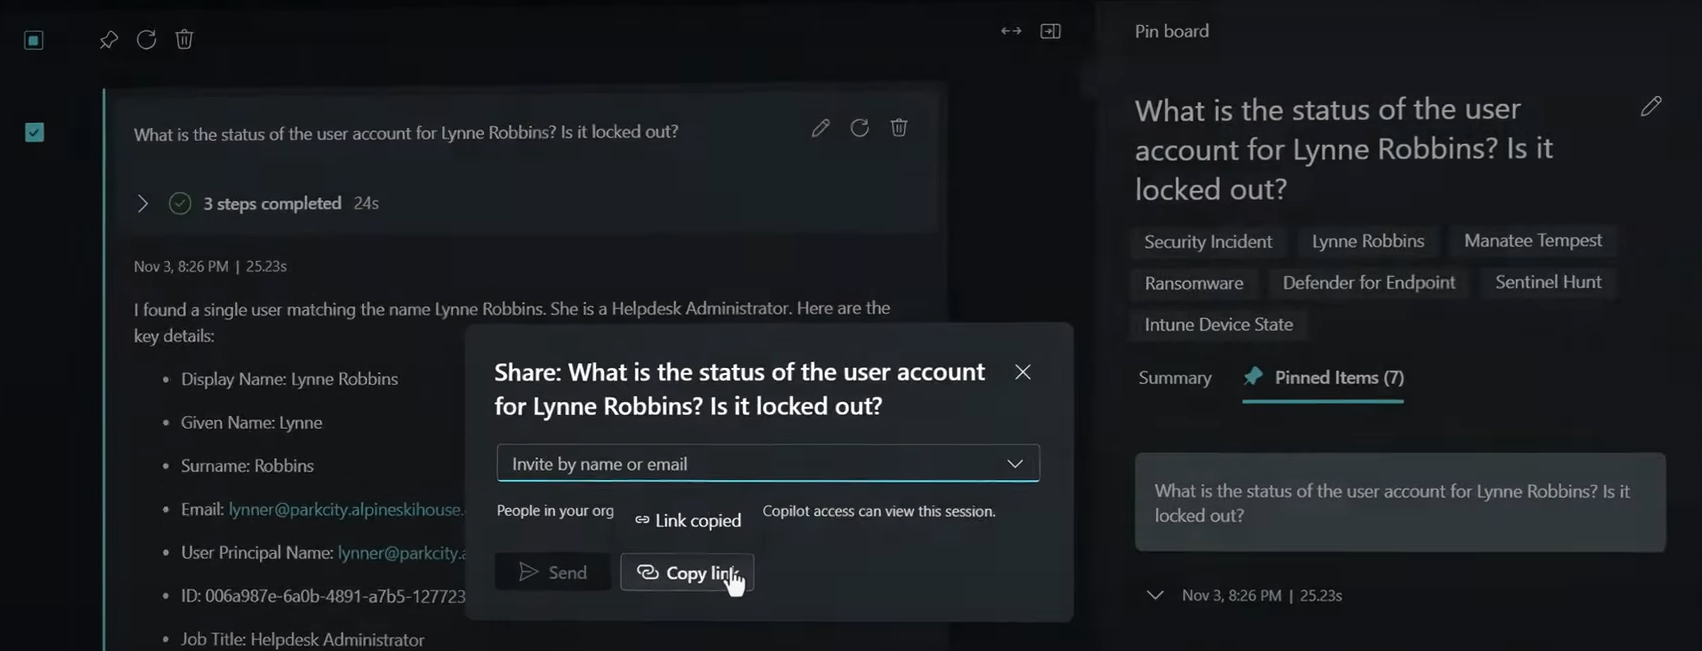 What is the status of the user account for Lynne Robbins? Is it locked out?
3 steps completed 24s
Nov 3, 8:26 PM | 25.23s
I found a single user matching the name Lynne Robbins. She is a Helpdesk Administrator. Here are the
key details:
• Display Name: Lynne Robbins
• Given Name: Lynne
• Surname: Robbins
• Email: lynner@parkcity.alpineskihouse.
• User Principal Name: lynner@parkcity.a
• ID: 006a987e-6a0b-4891-a7b5-127723
• Job Title: Helpdesk Administrator
Share: What is the status of the user account
for Lynne Robbins? Is it locked out?
Invite by name or email
People in your org
Link copied
Copilot access can view this session.
Send
Copy link
Pin board
What is the status of the user
account for Lynne Robbins? Is it
locked out?
Security Incident Lynne Robbins Manatee Tempest
Ransomware Defender for Endpoint Sentinel Hunt
Intune Device State
Summary Pinned Items (7)
What is the status of the user account for Lynne Robbins? Is it
locked out?
Nov 3, 8:26 PM | 25.23s